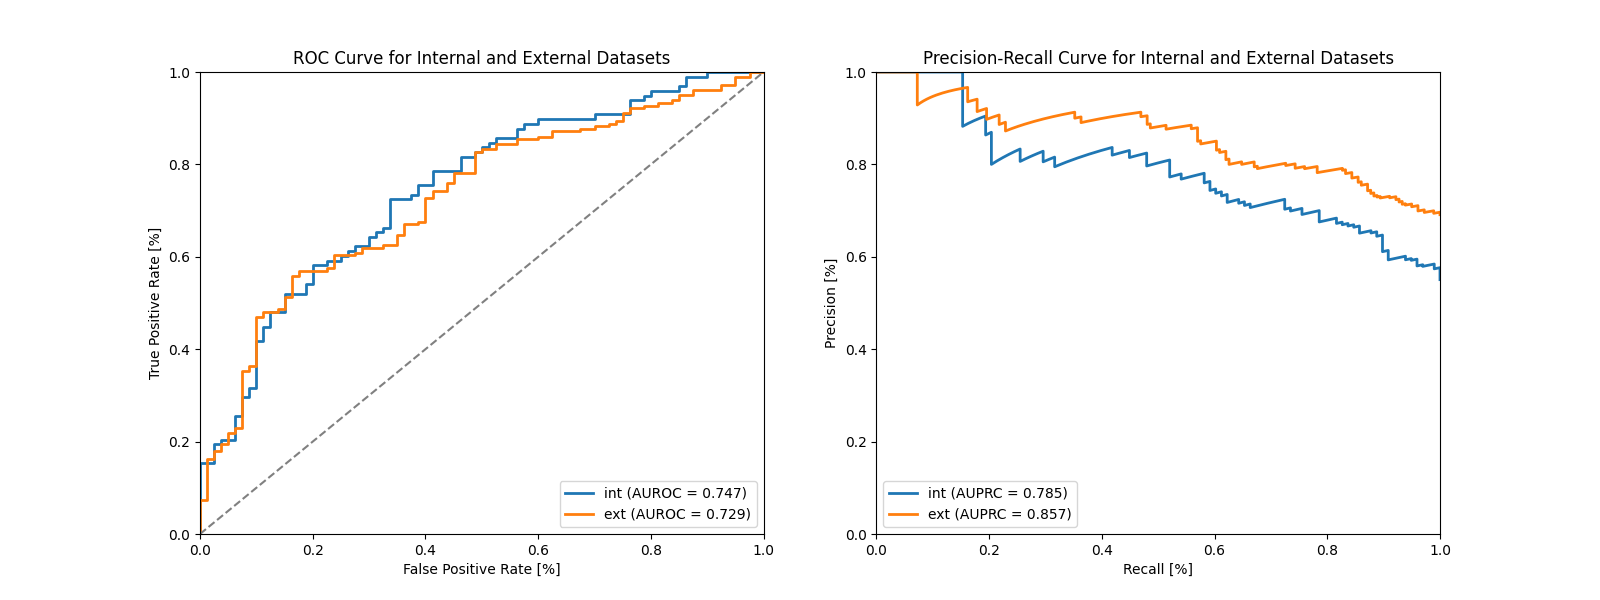 ROC Curve for Internal and External Datasets
1.0
0.8
0.6
0.4
0.2
0.0
True Positive Rate [%]
0.0 0.2 0.4 0.6 0.8 1.0
False Positive Rate [%]
int (AUROC = 0.747)
ext (AUROC = 0.729)
Precision-Recall Curve for Internal and External Datasets
1.0
0.8
0.6
0.4
0.2
0.0
Precision [%]
0.0 0.2 0.4 0.6 0.8 1.0
Recall [%]
int (AUPRC = 0.785)
ext (AUPRC = 0.857)